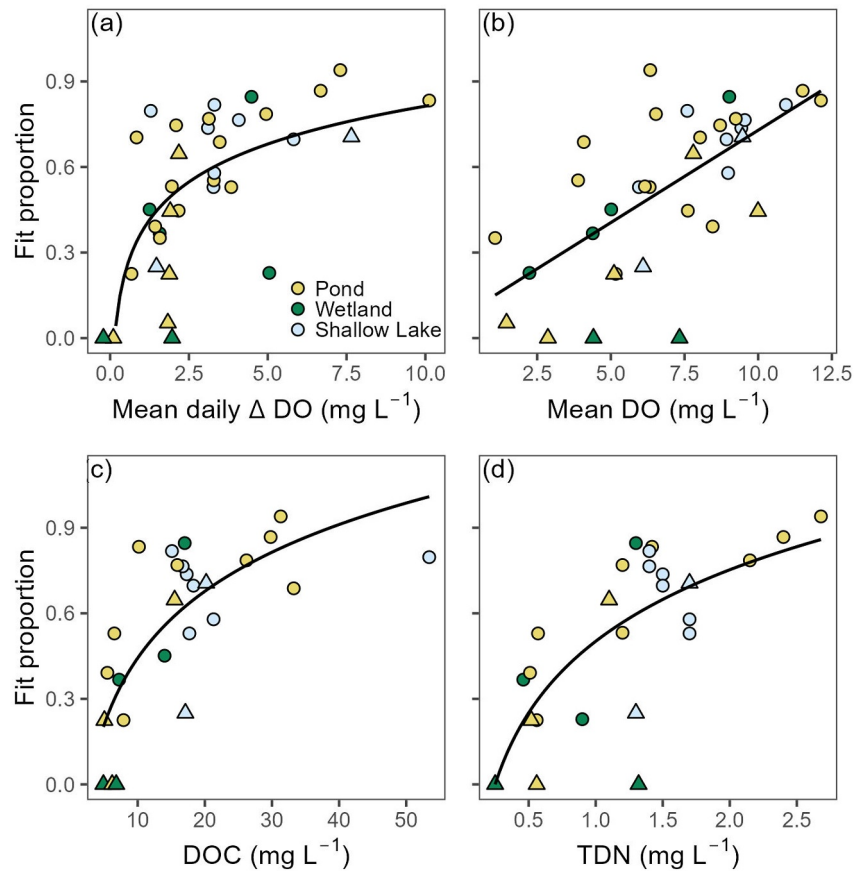 (a)
(b)
Fit proportion
0.9
0.6
0.3
0.0
Pond
Wetland
Shallow Lake
0.0 2.5 5.0 7.5 10.0
2.5 5.0 7.5 10.0 12.5
Mean daily Δ DO (mg L⁻¹)
Mean DO (mg L⁻¹)
c)
(d)
Fit proportion
0.9
0.6
0.3
0.0
10 20 30 40 50
0.5 1.0 1.5 2.0 2.5
DOC (mg L⁻¹)
TDN (mg L⁻¹)